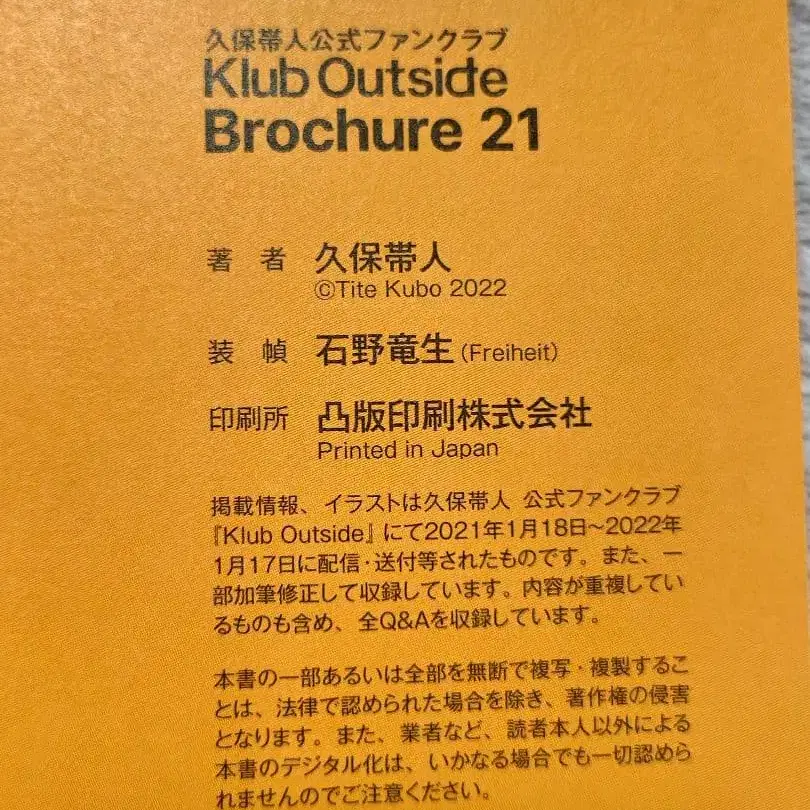 久保帯人公式ファンクラブ
Klub Outside
Brochure 21
著 者 久保帯人
©Tite Kubo 2022
装 幀 石野竜生(Freiheit)
印刷所 凸版印刷株式会社
Printed in Japan
掲載情報、イラストは久保帯人 公式ファンクラブ
『Klub Outside』にて2021年1月18日〜2022年
1月17日に配信・送付等されたものです。また、一
部加筆修正して収録しています。内容が重複してい
るものも含め、全Q&Aを収録しています。
本書の一部あるいは全部を無断で複写・複製するこ
とは、法律で認められた場合を除き、著作権の侵害
となります。また、業者など、読者本人以外による
本書のデジタル化は、いかなる場合でも一切認めら
れませんのでご注意ください。